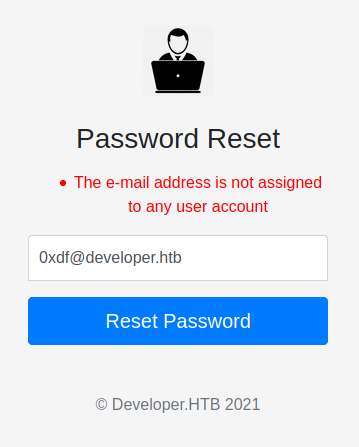 Password Reset
• The e-mail address is not assigned
to any user account
0xdf@developer.htb
Reset Password
© Developer.HTB 2021